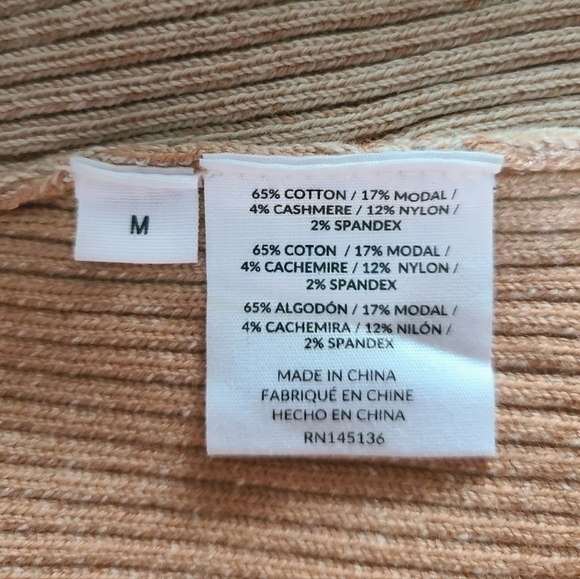 M
65% COTTON / 17% MODAL /
4% CASHMERE / 12% NYLON /
2% SPANDEX
65% COTON / 17% MODAL /
4% CACHEMIRE / 12% NYLON /
2% SPANDEX
65% ALGODÓN / 17% MODAL /
4% CACHEMIRA / 12% NILÓN /
2% SPANDEX
MADE IN CHINA
FABRIQUÉ EN CHINE
HECHO EN CHINA
RN145136